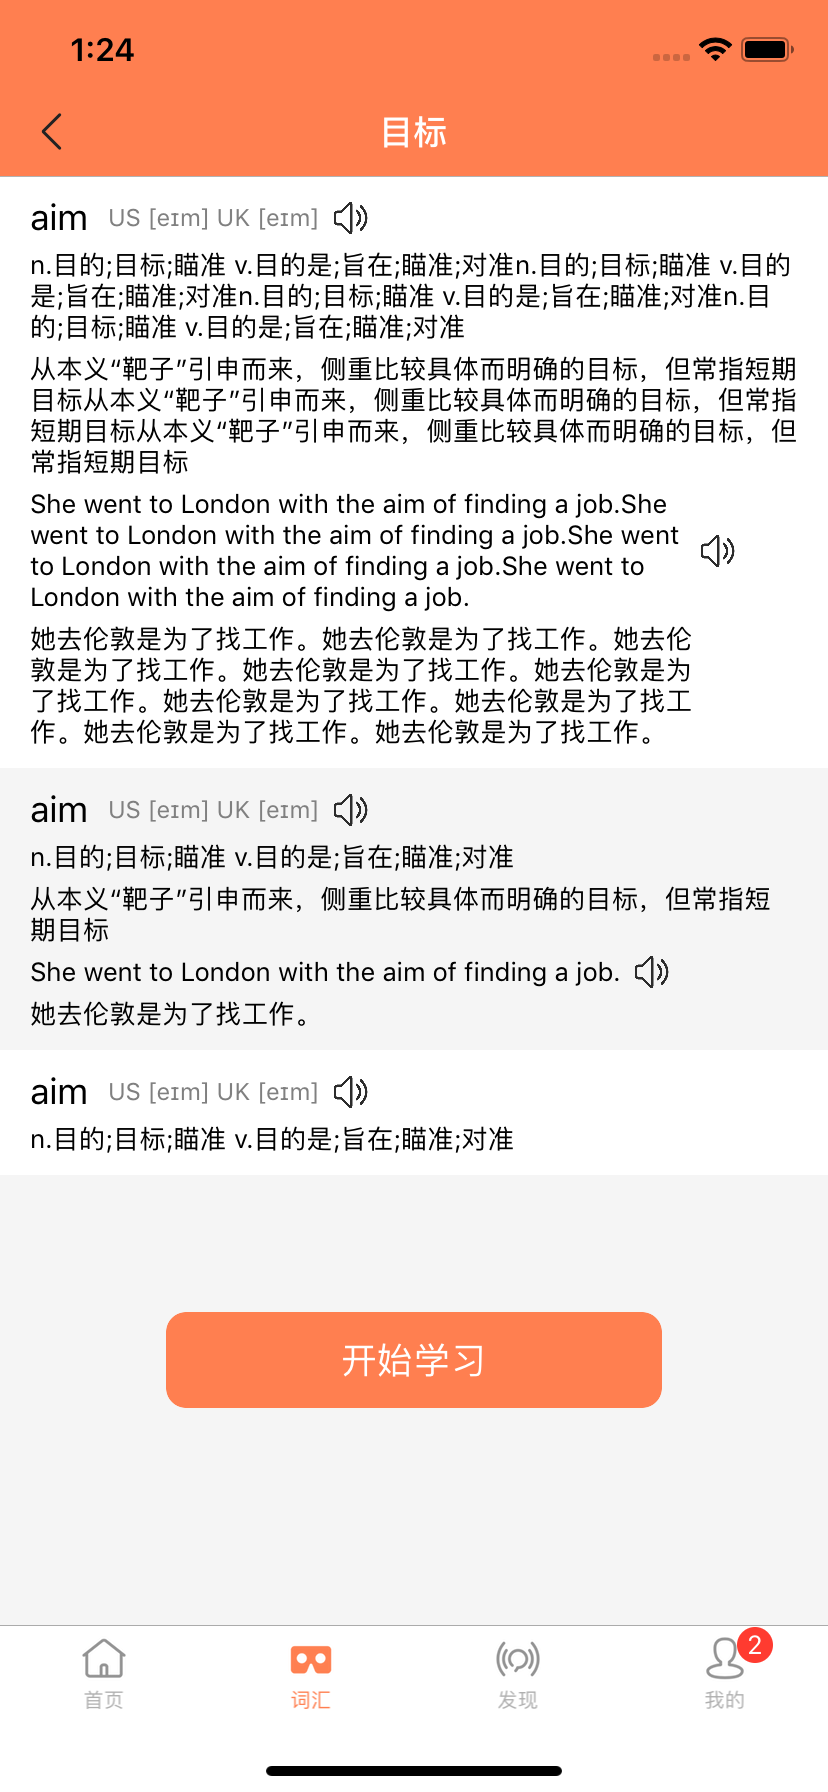 1:24
目标
aim US [eɪm] UK [eɪm]
n.目的;目标;瞄准 v.目的是;旨在;瞄准;对准n.目的;目标;瞄准 v.目的
是;旨在;瞄准;对准n.目的;目标;瞄准 v.目的是;旨在;瞄准;对准n.目
的;目标;瞄准 v.目的是;旨在;瞄准;对准
从本义“靶子”引申而来，侧重比较具体而明确的目标，但常指短期
目标从本义“靶子”引申而来，侧重比较具体而明确的目标，但常指
短期目标从本义“靶子”引申而来，侧重比较具体而明确的目标，但
常指短期目标
She went to London with the aim of finding a job.She
went to London with the aim of finding a job.She went
to London with the aim of finding a job.She went to
London with the aim of finding a job.
她去伦敦是为了找工作。她去伦敦是为了找工作。她去伦
敦是为了找工作。她去伦敦是为了找工作。她去伦敦是为
了找工作。她去伦敦是为了找工作。她去伦敦是为了找工
作。她去伦敦是为了找工作。她去伦敦是为了找工作。
aim US [eɪm] UK [eɪm]
n.目的;目标;瞄准 v.目的是;旨在;瞄准;对准
从本义“靶子”引申而来，侧重比较具体而明确的目标，但常指短
期目标
She went to London with the aim of finding a job.
她去伦敦是为了找工作。
aim US [eɪm] UK [eɪm]
n.目的;目标;瞄准 v.目的是;旨在;瞄准;对准
开始学习
2
首页 词汇 发现 我的